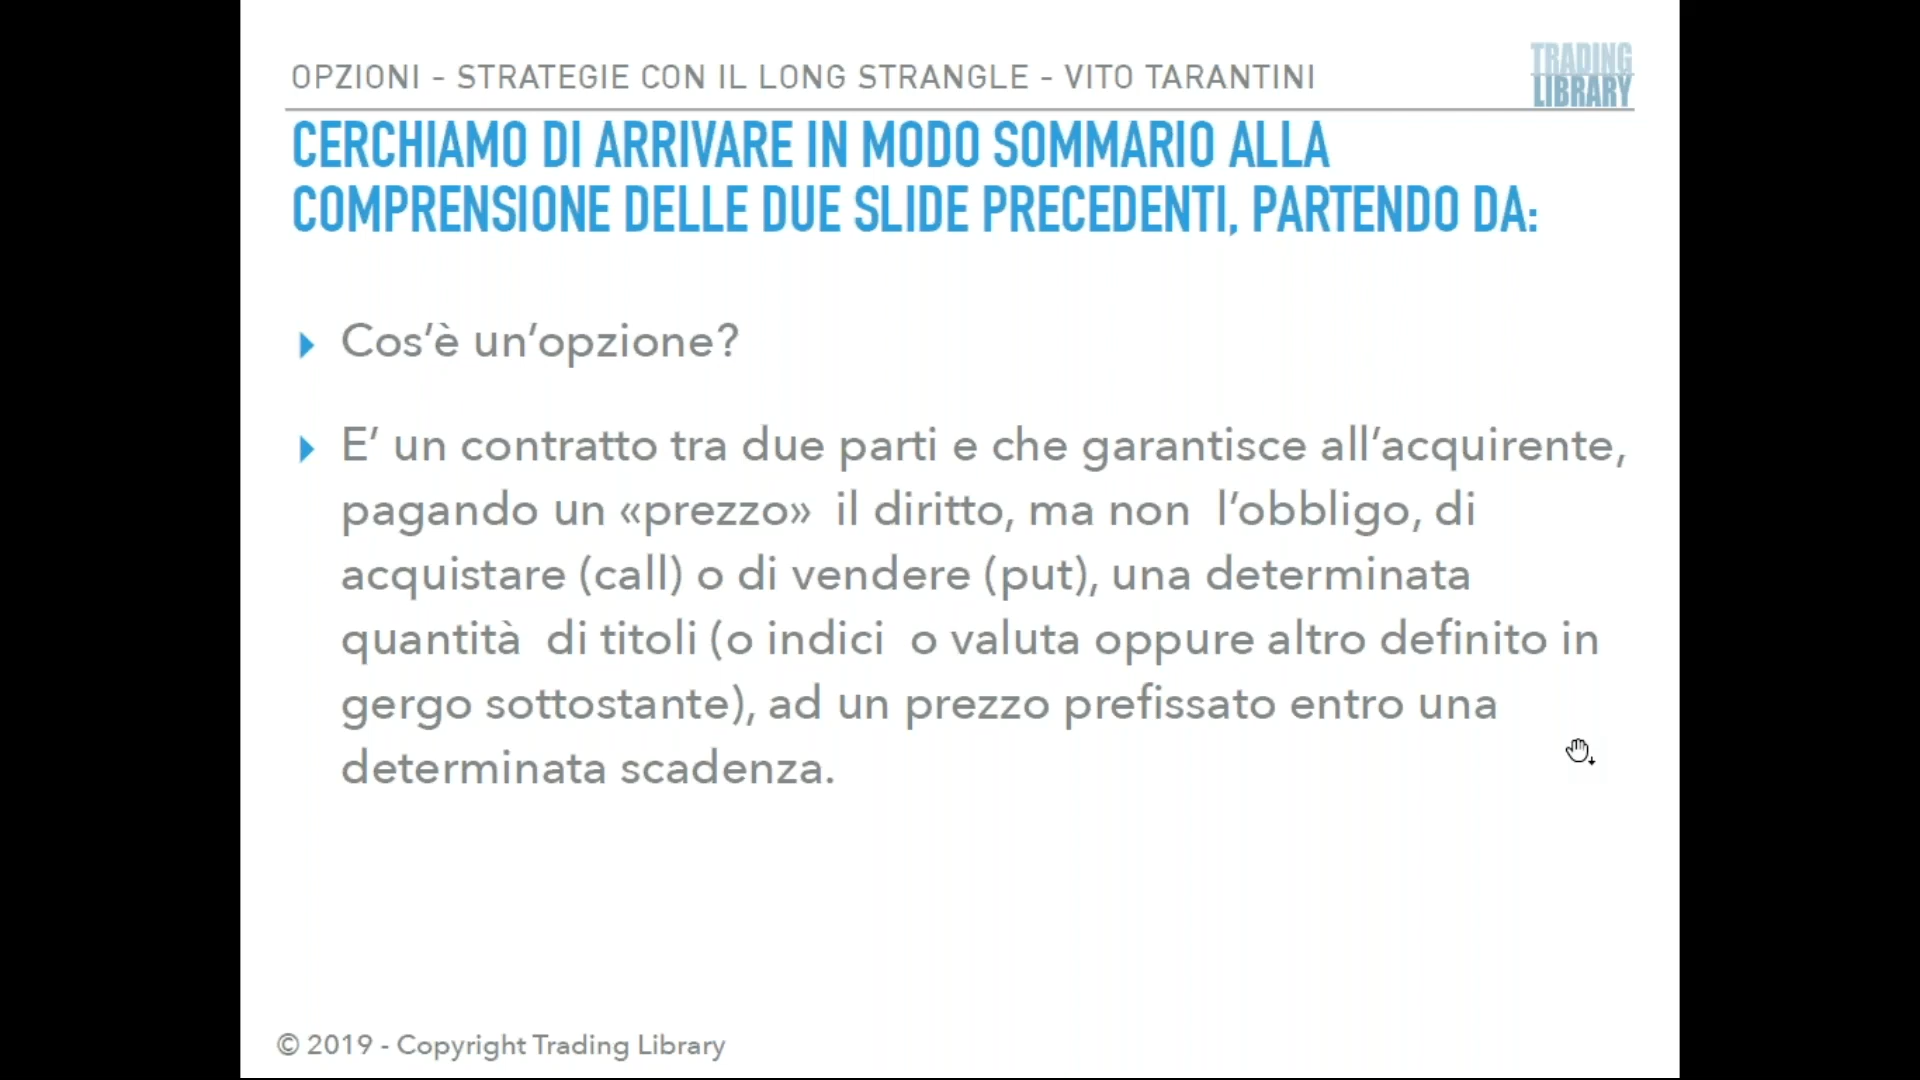 OPZIONI - STRATEGIE CON IL LONG STRANGLE - VITO TARANTINI
TRADING
LIBRARY
CERCHIAMO DI ARRIVARE IN MODO SOMMARIO ALLA
COMPRENSIONE DELLE DUE SLIDE PRECEDENTI, PARTENDO DA:
Cos’è un’opzione?
E’ un contratto tra due parti e che garantisce all’acquirente,
pagando un «prezzo» il diritto, ma non l’obbligo, di
acquistare (call) o di vendere (put), una determinata
quantità di titoli (o indici o valuta oppure altro definito in
gergo sottostante), ad un prezzo prefissato entro una
determinata scadenza.
© 2019 - Copyright Trading Library